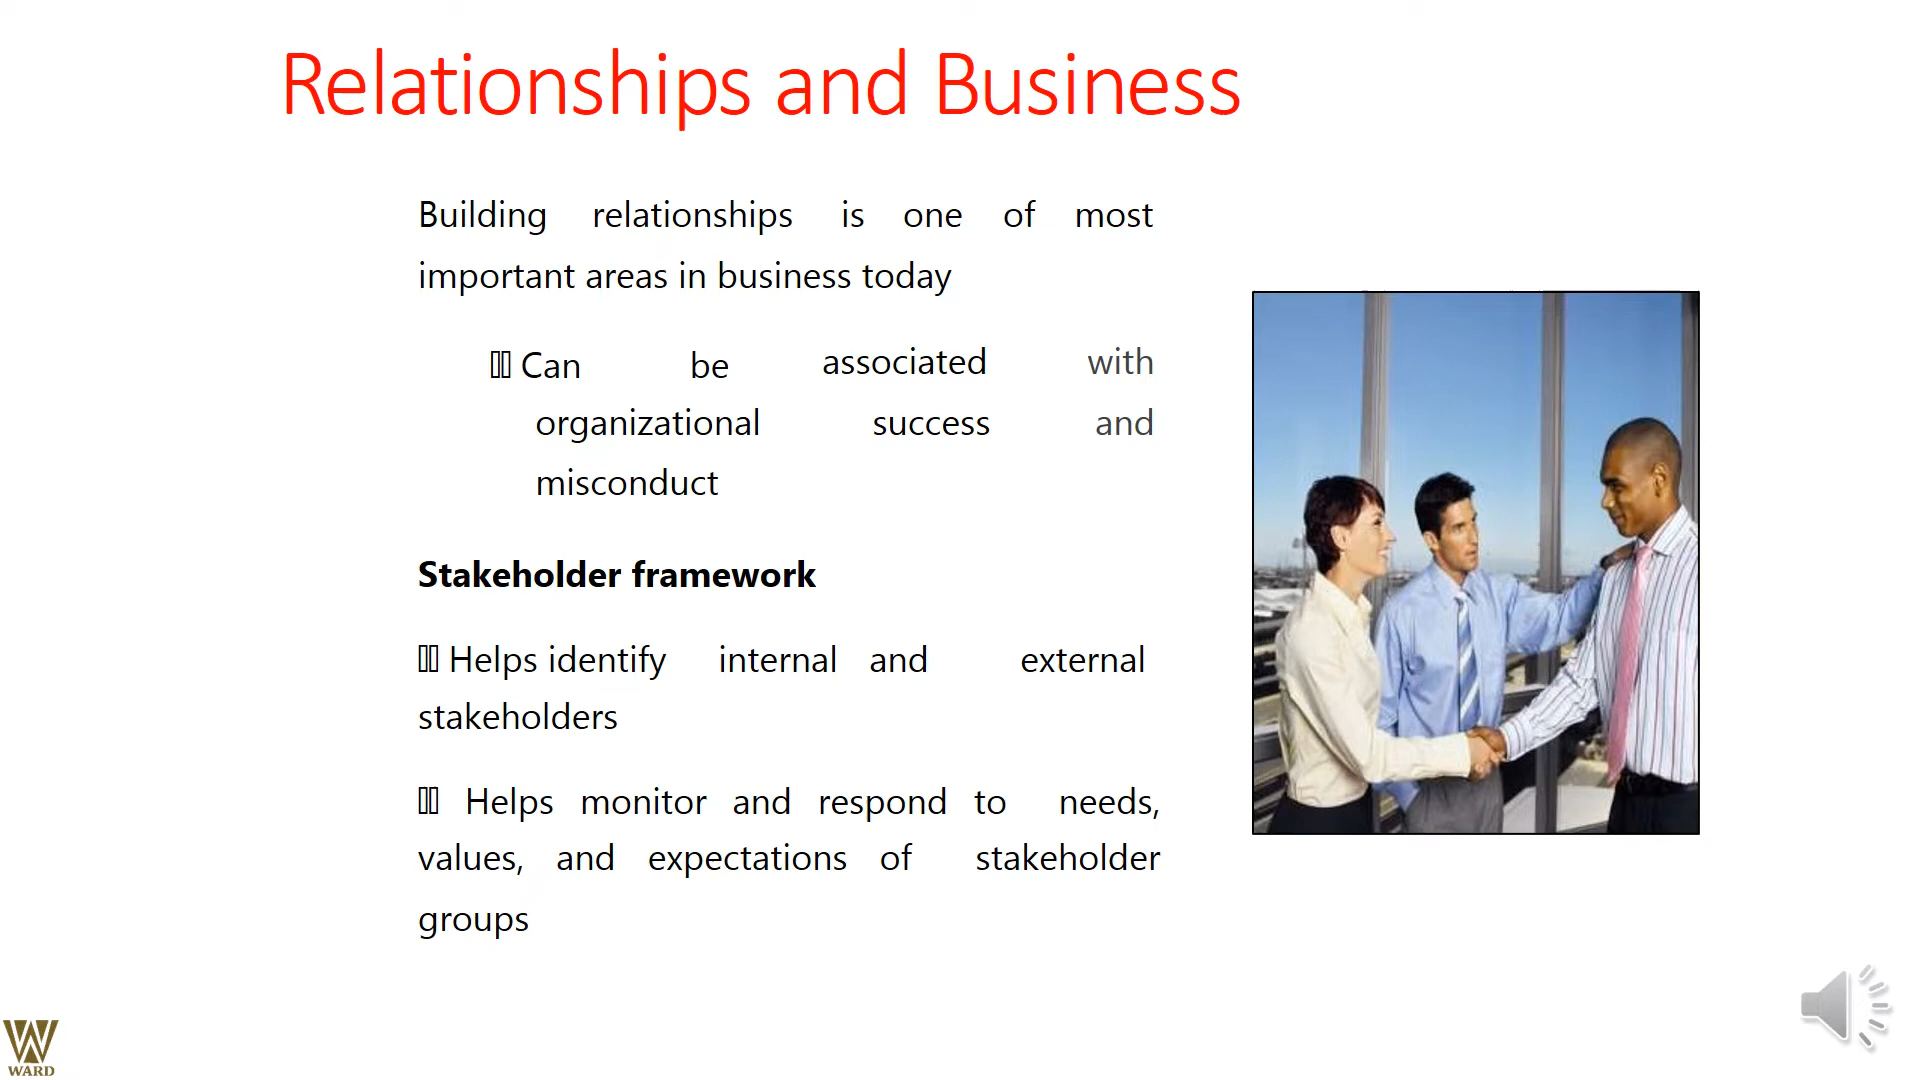 Relationships and Business
Building relationships is one of most
important areas in business today
Can be associated with
organizational success and
misconduct
Stakeholder framework
Helps identify internal and external
stakeholders
Helps monitor and respond to needs,
values, and expectations of stakeholder
groups
WARD